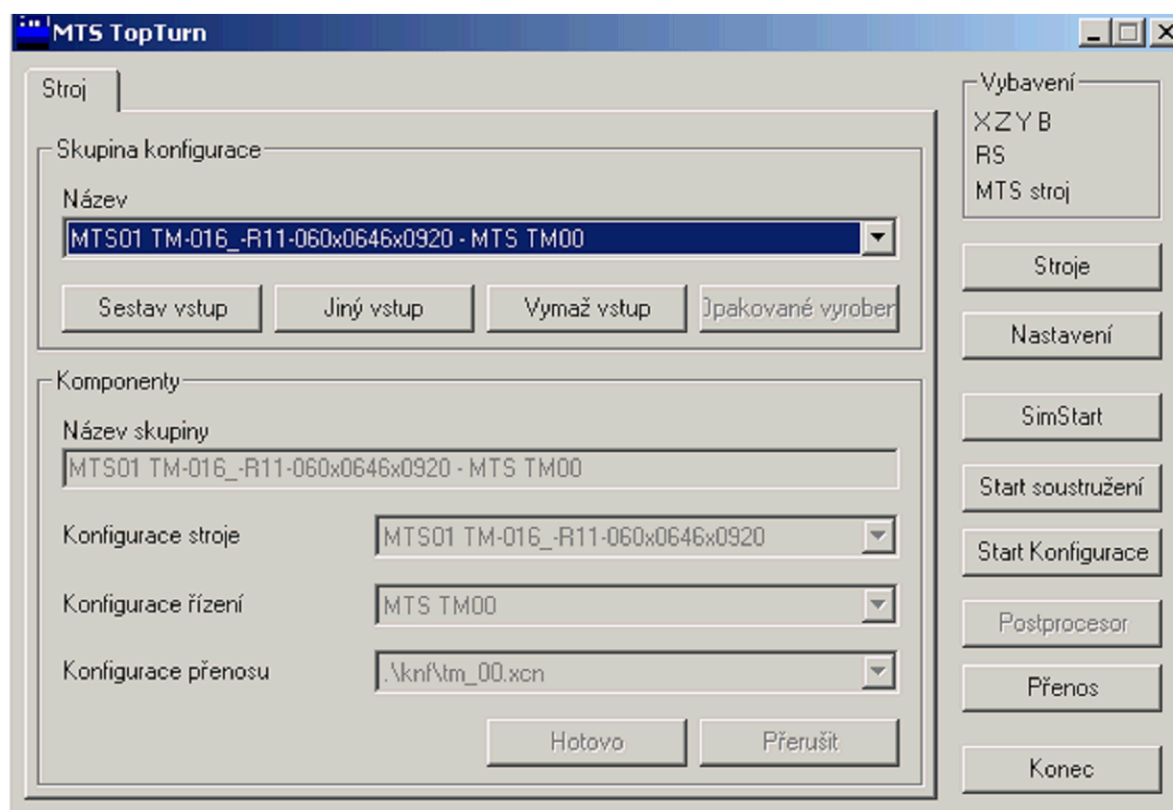 MTS TopTurn
Stroj
Skupina konfigurace
Název
MTS01 TM-016_-R11-060x0646x0920 - MTS TM00
Sestav vstup
Jiný vstup
Vymaž vstup
Opakované vyroben
Komponenty
Název skupiny
MTS01 TM-016_-R11-060x0646x0920 - MTS TM00
Konfigurace stroje
MTS01 TM-016_-R11-060x0646x0920
Konfigurace řízení
MTS TM00
Konfigurace přenosu
.\knf\tm_00.xcn
Hotovo
Přerušit
Vybavení
X Z Y B
RS
MTS stroj
Stroje
Nastavení
SimStart
Start soustružení
Start Konfigurace
Postprocesor
Přenos
Konec